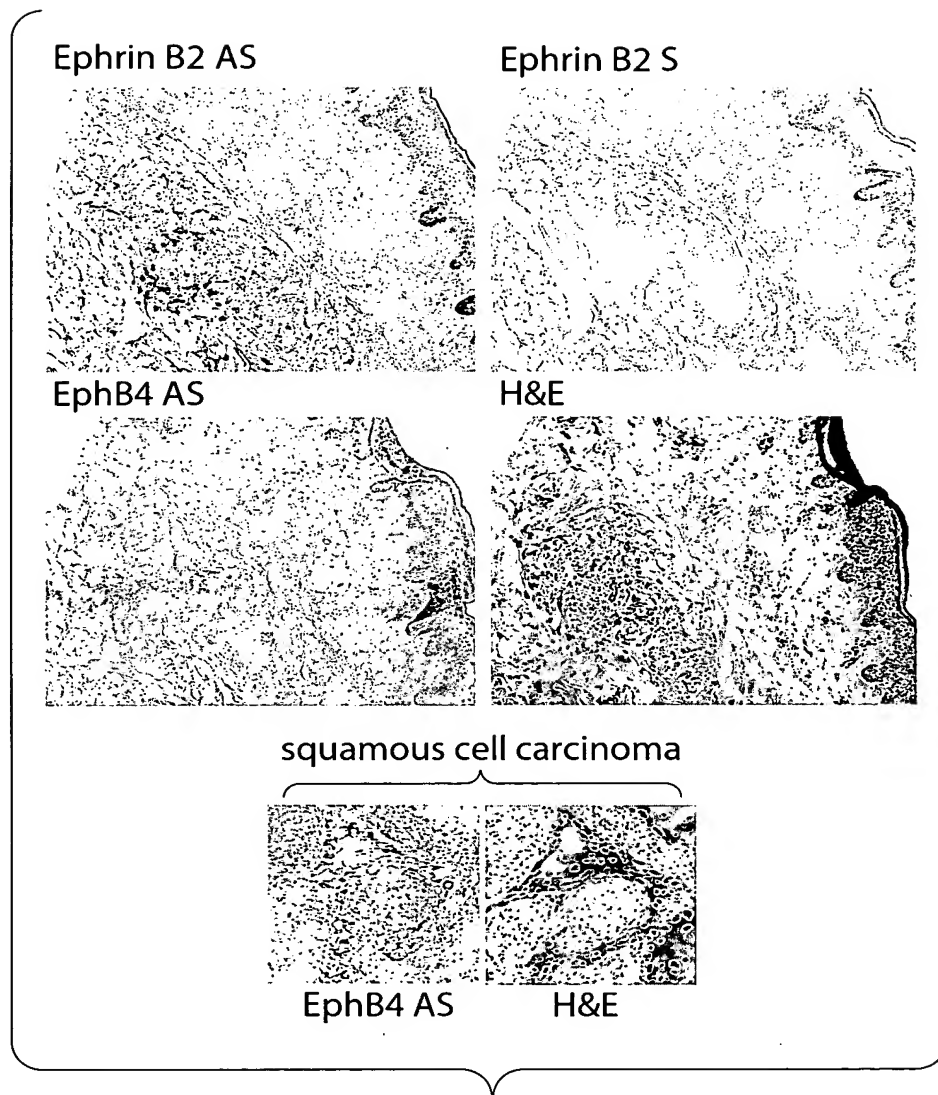 Ephrin B2 AS
Ephrin B2 S
EphB4 AS
H&E
squamous cell carcinoma
EphB4 AS
H&E